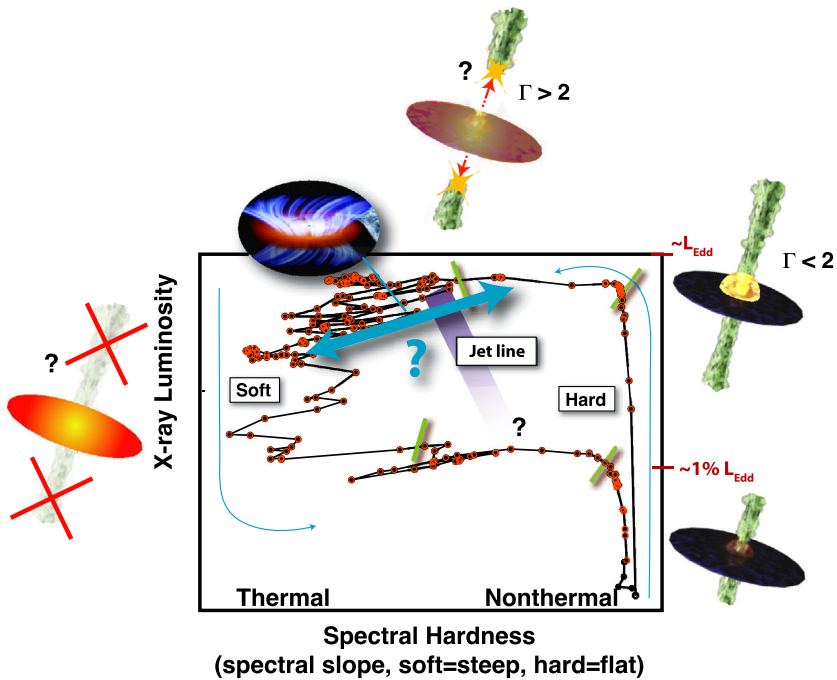 ?
Γ > 2
~L_Edd
Γ < 2
?
X-ray Luminosity
?
Jet line
Soft
Hard
?
~1% L_Edd
Thermal
Nonthermal
Spectral Hardness
(spectral slope, soft=steep, hard=flat)